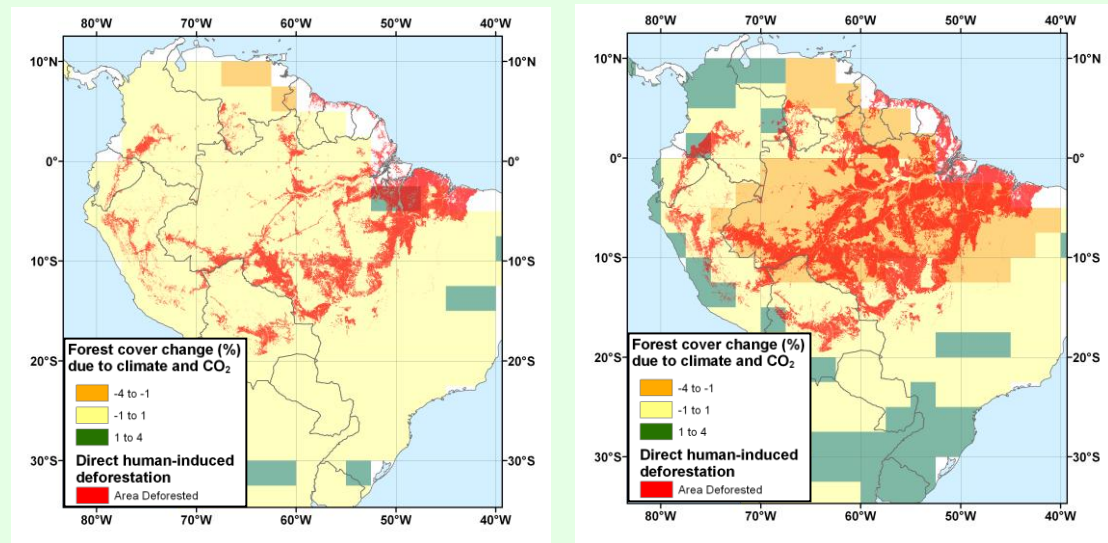 80°W 70°W 60°W 50°W 40°W
10°N 10°N
0° 0°
10°S 10°S
20°S 20°S
30°S 30°S
Forest cover change (%)
due to climate and CO₂
-4 to -1
-1 to 1
1 to 4
Direct human-induced
deforestation
Area Deforested
80°W 70°W 60°W 50°W 40°W
80°W 70°W 60°W 50°W 40°W
10°N 10°N
0° 0°
10°S 10°S
20°S 20°S
30°S 30°S
Forest cover change (%)
due to climate and CO₂
-4 to -1
-1 to 1
1 to 4
Direct human-induced
deforestation
Area Deforested
80°W 70°W 60°W 50°W 40°W